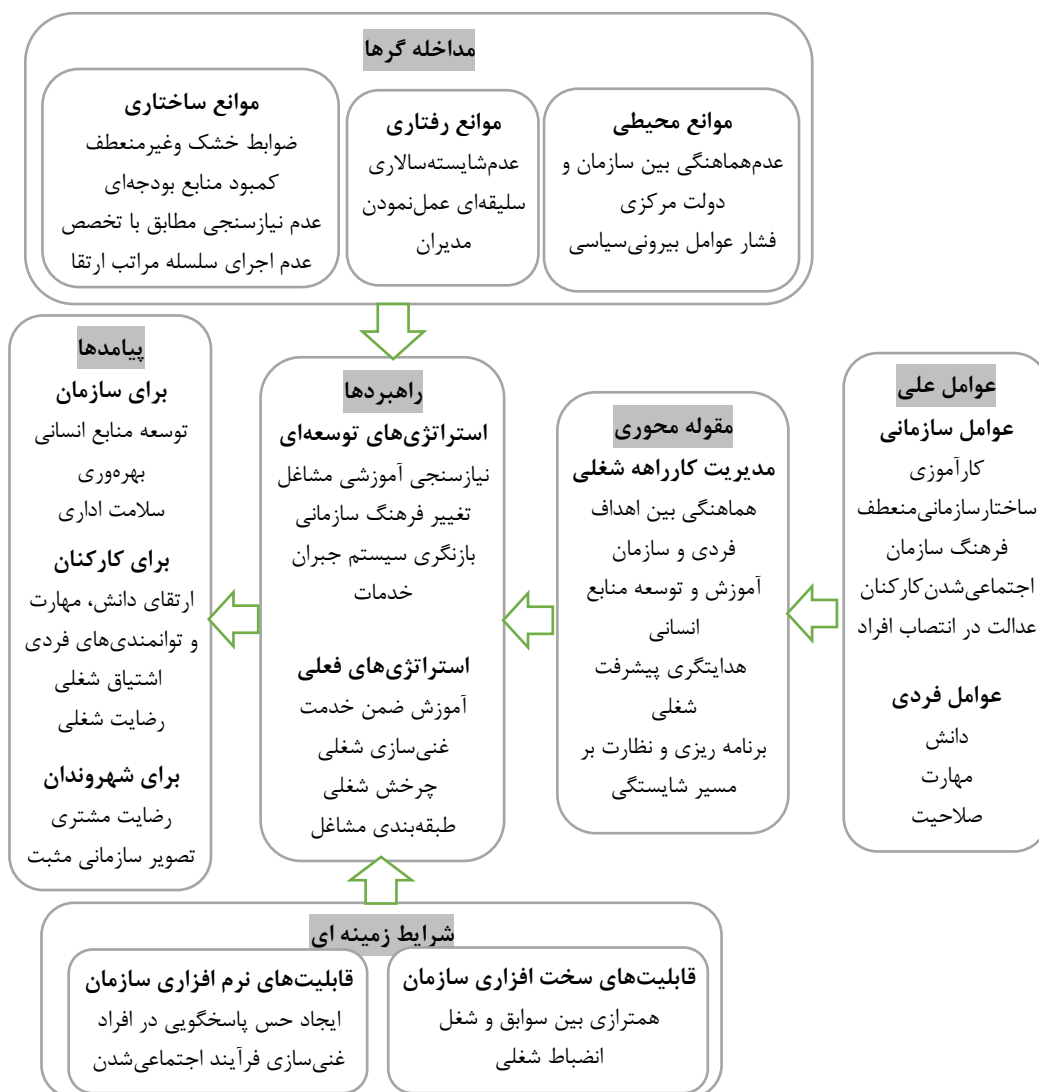 مداخله گرها
موانع محیطی
عدم‌هماهنگی بین سازمان و
دولت مرکزی
فشار عوامل بیرونی‌سیاسی
موانع رفتاری
عدم‌شایسته‌سالاری
سلیقه‌ای عمل‌نمودن
مدیران
موانع ساختاری
ضوابط خشک وغیرمنعطف
کمبود منابع بودجه‌ای
عدم نیازسنجی مطابق با تخصص
عدم اجرای سلسله مراتب ارتقا
عوامل علی
عوامل سازمانی
کارآموزی
ساختارسازمانی‌منعطف
فرهنگ سازمان
اجتماعی‌شدن‌کارکنان
عدالت در انتصاب افراد
عوامل فردی
دانش
مهارت
صلاحیت
مقوله محوری
مدیریت کارراهه شغلی
هماهنگی بین اهداف
فردی و سازمان
آموزش و توسعه منابع
انسانی
هدایتگری پیشرفت
شغلی
برنامه ریزی و نظارت بر
مسیر شایستگی
راهبردها
استراتژی‌های توسعه‌ای
نیازسنجی آموزشی مشاغل
تغییر فرهنگ سازمانی
بازنگری سیستم جبران
خدمات
استراتژی‌های فعلی
آموزش ضمن خدمت
غنی‌سازی شغلی
چرخش شغلی
طبقه‌بندی مشاغل
پیامدها
برای سازمان
توسعه منابع انسانی
بهره‌وری
سلامت اداری
برای کارکنان
ارتقای دانش، مهارت
و توانمندی‌های فردی
اشتیاق شغلی
رضایت شغلی
برای شهروندان
رضایت مشتری
تصویر سازمانی مثبت
شرایط زمینه ای
قابلیت‌های سخت افزاری سازمان
همترازی بین سوابق و شغل
انضباط شغلی
قابلیت‌های نرم افزاری سازمان
ایجاد حس پاسخگویی در افراد
غنی‌سازی فرآیند اجتماعی‌شدن